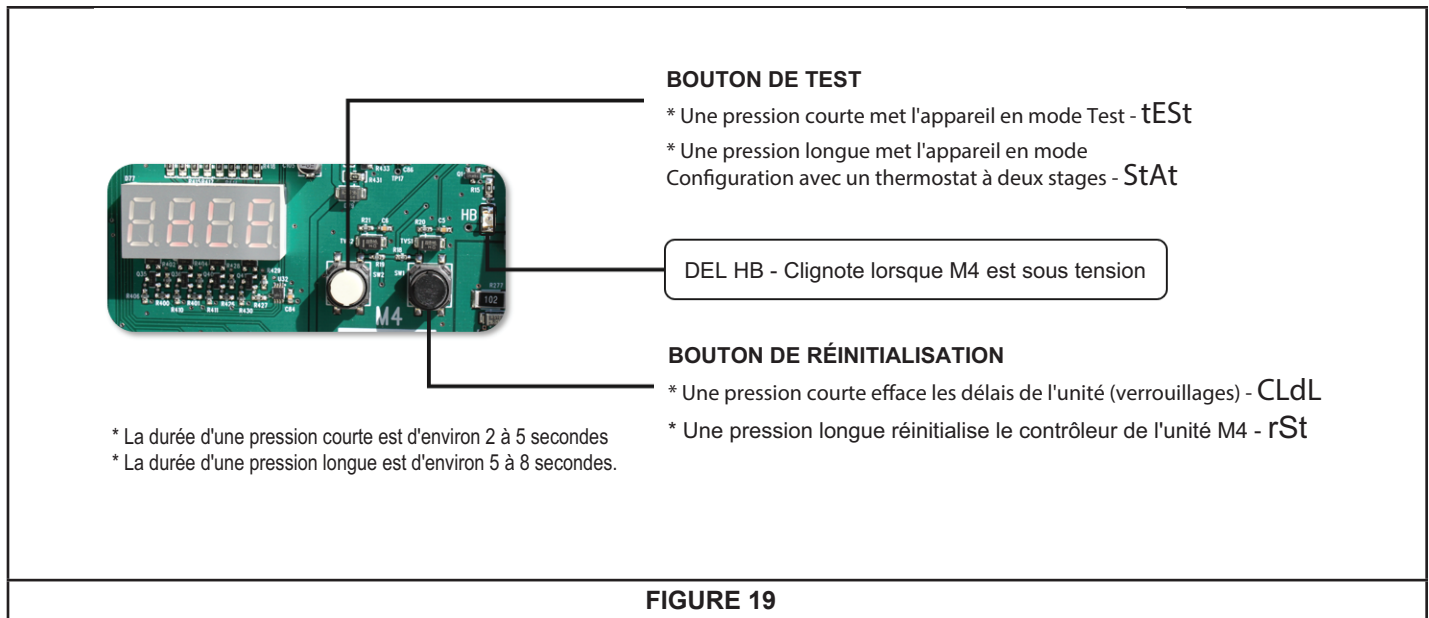 BOUTON DE TEST
* Une pression courte met l'appareil en mode Test - tESt
* Une pression longue met l'appareil en mode
Configuration avec un thermostat à deux stages - StAt
HB
DEL HB - Clignote lorsque M4 est sous tension
M4
BOUTON DE RÉINITIALISATION
* Une pression courte efface les délais de l'unité (verrouillages) - CLdL
* Une pression longue réinitialise le contrôleur de l'unité M4 - rSt
* La durée d'une pression courte est d'environ 2 à 5 secondes
* La durée d'une pression longue est d'environ 5 à 8 secondes.
FIGURE 19